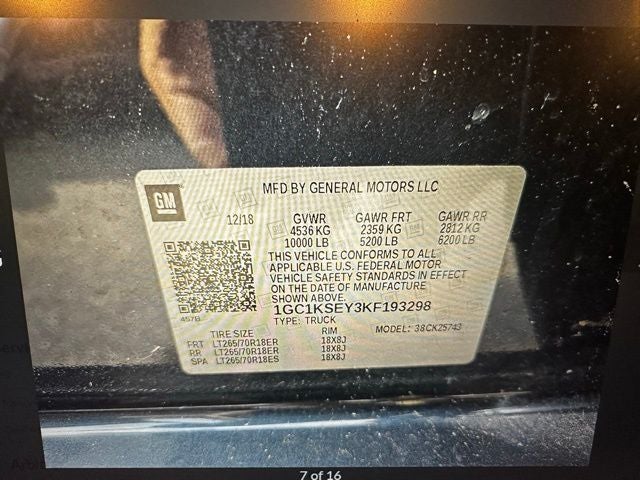 GM
MFD BY GENERAL MOTORS LLC
12/18 GVWR GAWR FRT GAWR RR
4536 KG 2359 KG 2812 KG
10000 LB 5200 LB 6200 LB
THIS VEHICLE CONFORMS TO ALL
APPLICABLE U.S. FEDERAL MOTOR
VEHICLE SAFETY STANDARDS IN EFFECT
ON THE DATE OF MANUFACTURE
SHOWN ABOVE.
1GC1KSEY3KF193298
TYPE: TRUCK MODEL: 38CK25743
TIRE SIZE RIM
FRT LT265/70R18ER 18X8J
RR LT265/70R18ER 18X8J
SPA LT265/70R18ES 18X8J
7 of 16